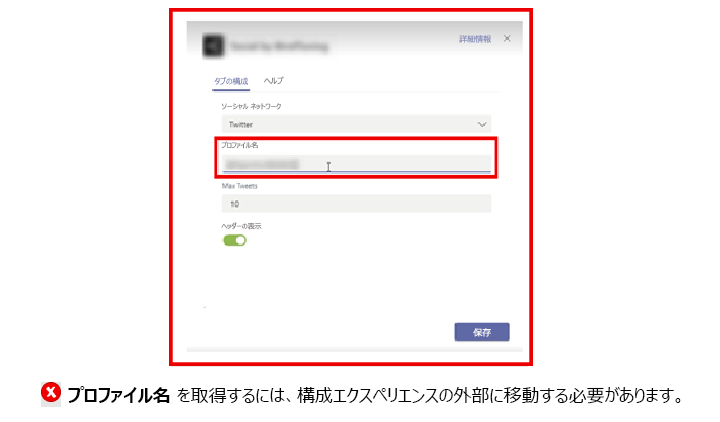 詳細情報
タブの構成 ヘルプ
ソーシャル ネットワーク
Twitter
プロファイル名
Max Tweets
10
ヘッダーの表示
保存
プロファイル名 を取得するには、構成エクスペリエンスの外部に移動する必要があります。